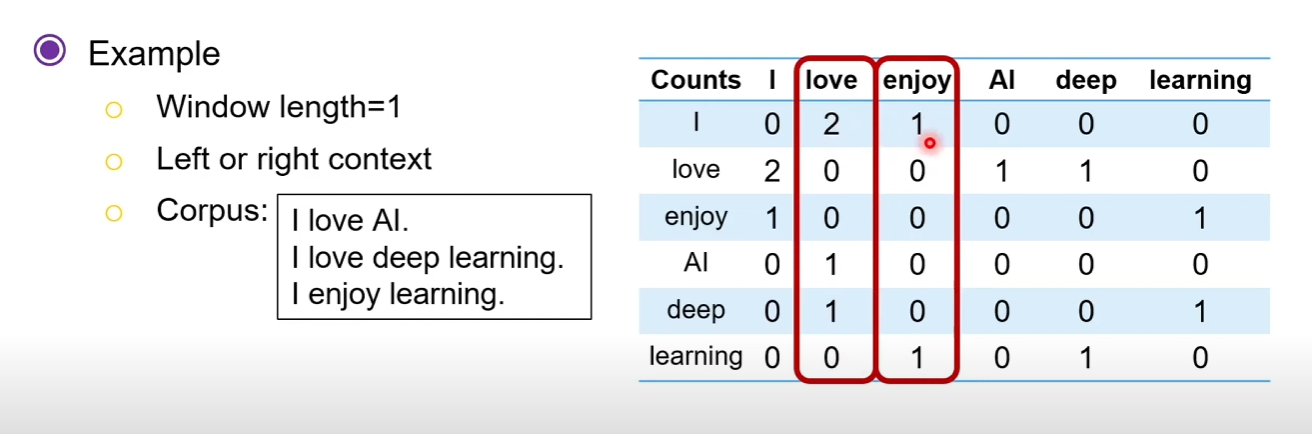 Example
Window length=1
Left or right context
Corpus:
I love AI.
I love deep learning.
I enjoy learning.
Counts I love enjoy AI deep learning
I 0 2 1 0 0 0
love 2 0 0 1 1 0
enjoy 1 0 0 0 0 1
AI 0 1 0 0 0 0
deep 0 1 0 0 0 1
learning 0 0 1 0 1 0